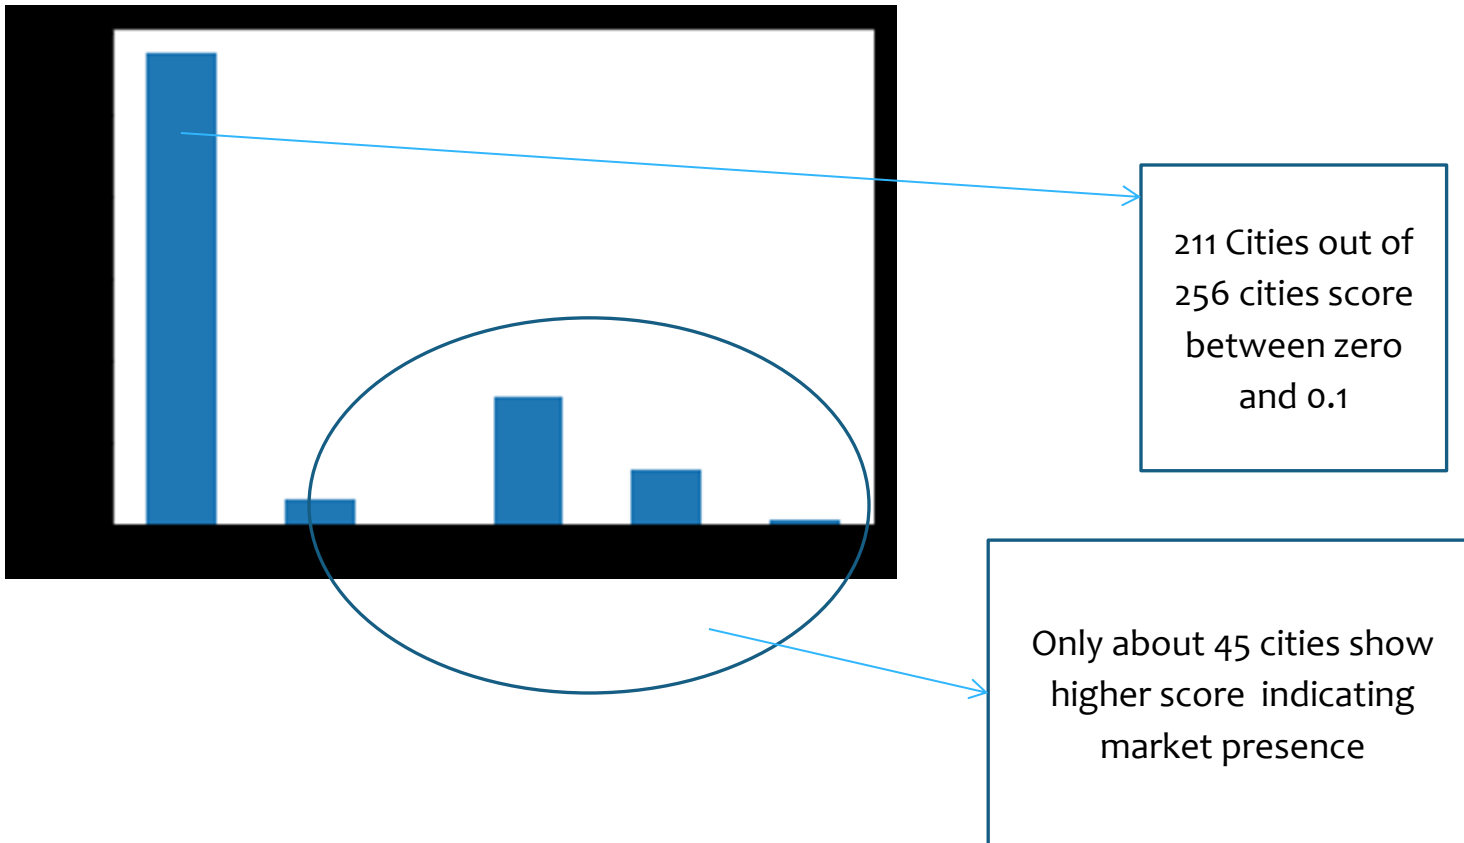 211 Cities out of
256 cities score
between zero
and 0.1
Only about 45 cities show
higher score  indicating
market presence